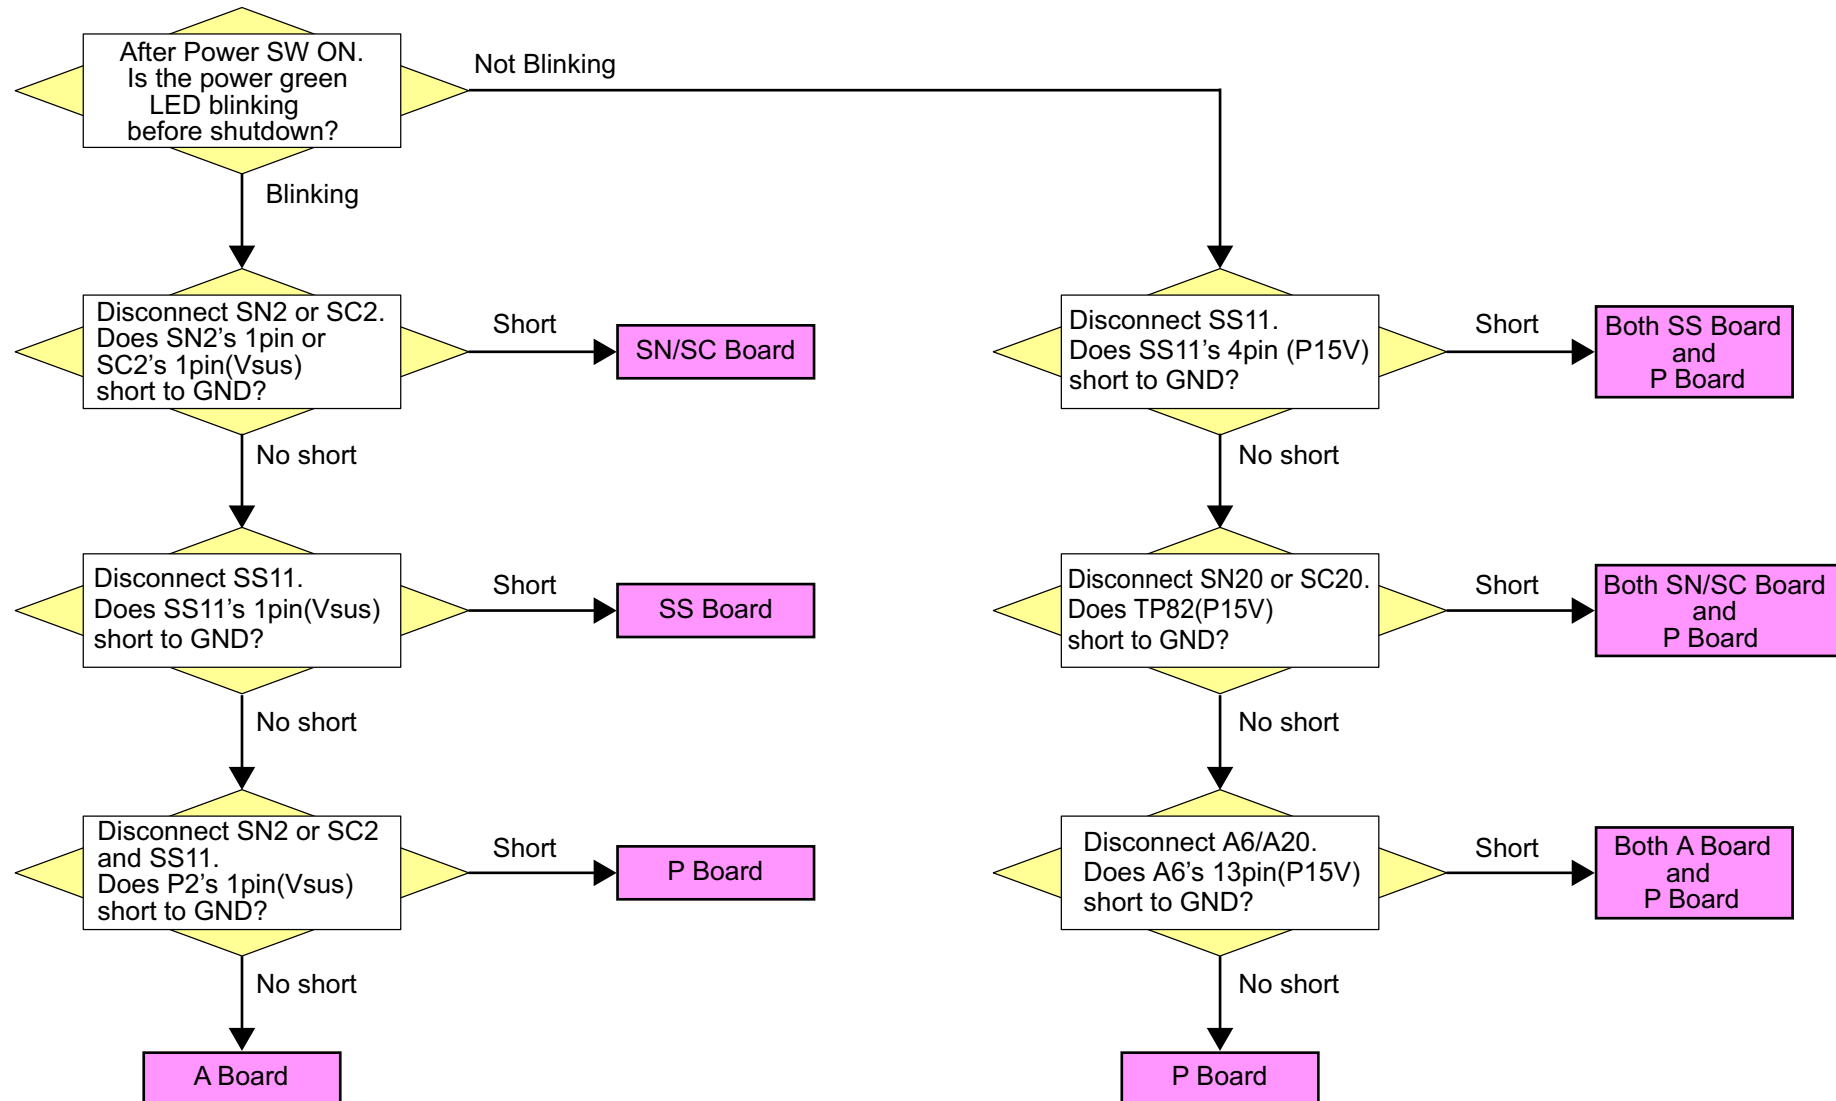 After Power SW ON.
Is the power green
LED blinking
before shutdown?
Not Blinking
Blinking
Disconnect SN2 or SC2.
Does SN2's 1pin or
SC2's 1pin(Vsus)
short to GND?
Short
SN/SC Board
No short
Disconnect SS11.
Does SS11's 1pin(Vsus)
short to GND?
Short
SS Board
No short
Disconnect SN2 or SC2
and SS11.
Does P2's 1pin(Vsus)
short to GND?
Short
P Board
No short
A Board
Disconnect SS11.
Does SS11's 4pin (P15V)
short to GND?
Short
Both SS Board
and
P Board
No short
Disconnect SN20 or SC20.
Does TP82(P15V)
short to GND?
Short
Both SN/SC Board
and
P Board
No short
Disconnect A6/A20.
Does A6's 13pin(P15V)
short to GND?
Short
Both A Board
and
P Board
No short
P Board